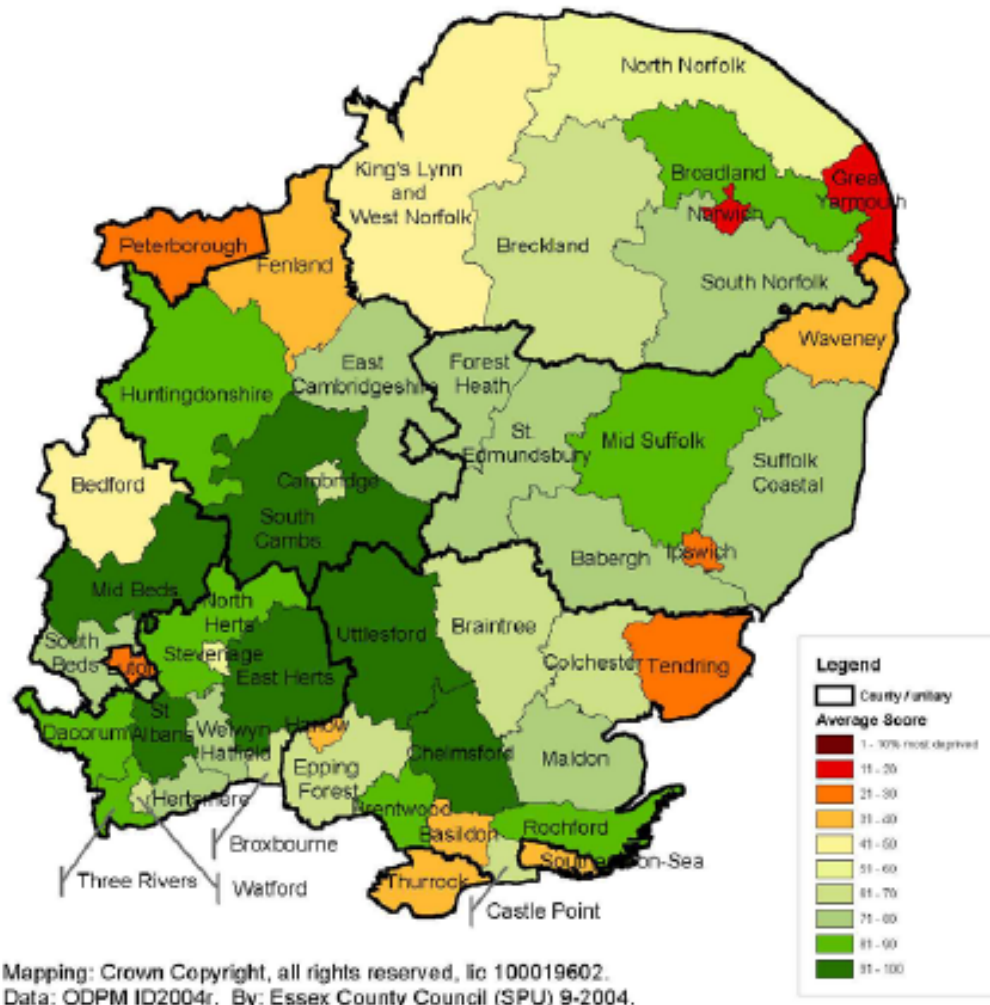 North Norfolk
Broadland
Great
Yarmouth
Norwich
King's Lynn
and
West Norfolk
Breckland
South Norfolk
Peterborough
Fenland
Waveney
East
Cambridgeshire
Forest
Heath
Huntingdonshire
St.
Edmundsbury
Mid Suffolk
Suffolk
Coastal
Bedford
Cambridge
South
Cambs.
Babergh
Ipswich
Mid Beds
North
Herts
Uttlesford
Braintree
South
Beds
Luton
Stevenage
East Herts
Colchester
Tendring
Dacorum
St
Albans
Welwyn
Hatfield
Harlow
Epping
Forest
Chelmsford
Maldon
Hertsmere
Brentwood
Basildon
Rochford
Broxbourne
Three Rivers
Watford
Thurrock
Castle Point
Legend
County / unitary
Average Score
1 - 10% most deprived
11 - 20
21 - 30
31 - 40
41 - 50
51 - 60
61 - 70
71 - 80
81 - 90
91 - 100
Mapping: Crown Copyright, all rights reserved, lic 100019602.
Data: ODPM ID2004r. By: Essex County Council (SPU) 9-2004.